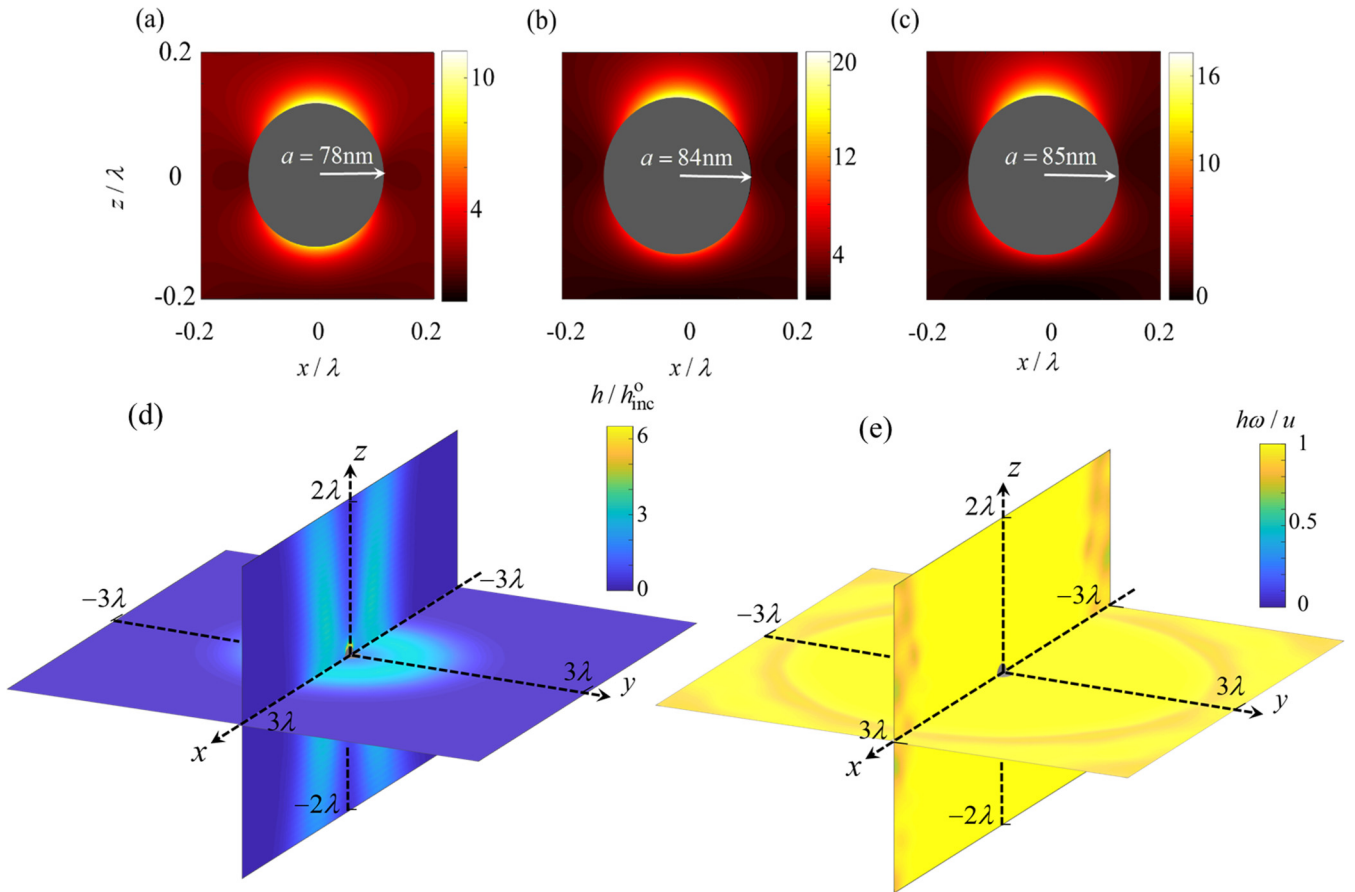 (a)
(b)
(c)
0.2
0
-0.2
z / λ
a = 78nm
10
4
-0.2 0 0.2
x / λ
a = 84nm
20
12
4
-0.2 0 0.2
x / λ
a = 85nm
16
10
0
-0.2 0 0.2
x / λ
(d)
h / h°inc
6
3
0
z
2λ
−3λ
−3λ
3λ
x
3λ
y
−2λ
(e)
hω / u
1
0.5
0
z
2λ
−3λ
−3λ
3λ
x
3λ
y
−2λ